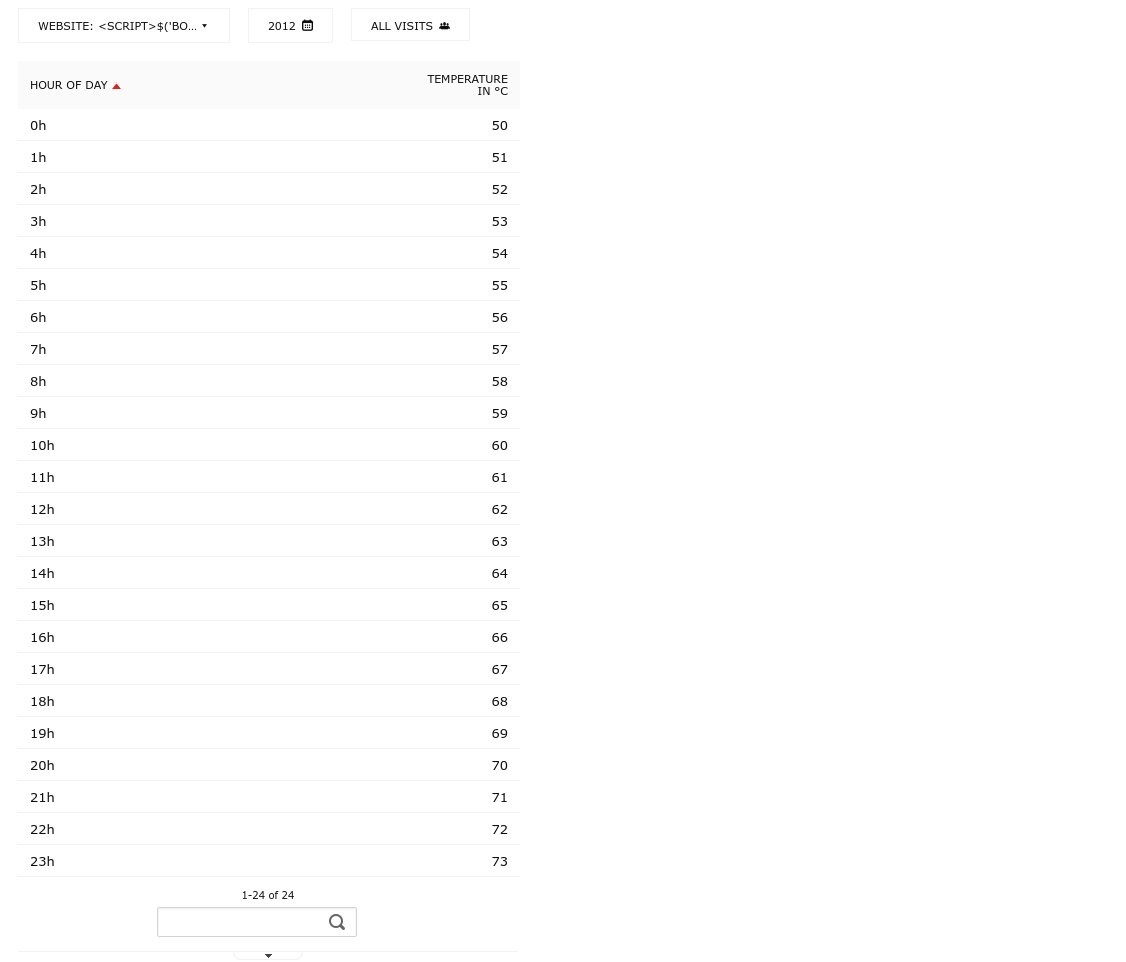 WEBSITE: <SCRIPT>$('BO...
2012
ALL VISITS
HOUR OF DAY
TEMPERATURE
IN °C
0h 50
1h 51
2h 52
3h 53
4h 54
5h 55
6h 56
7h 57
8h 58
9h 59
10h 60
11h 61
12h 62
13h 63
14h 64
15h 65
16h 66
17h 67
18h 68
19h 69
20h 70
21h 71
22h 72
23h 73
1-24 of 24